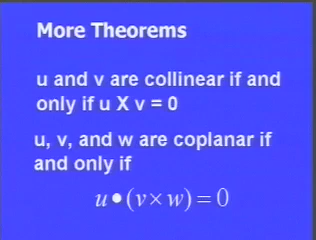 More Theorems
u and v are collinear if and
only if u X v = 0
u, v, and w are coplanar if
and only if
u•(v×w)=0